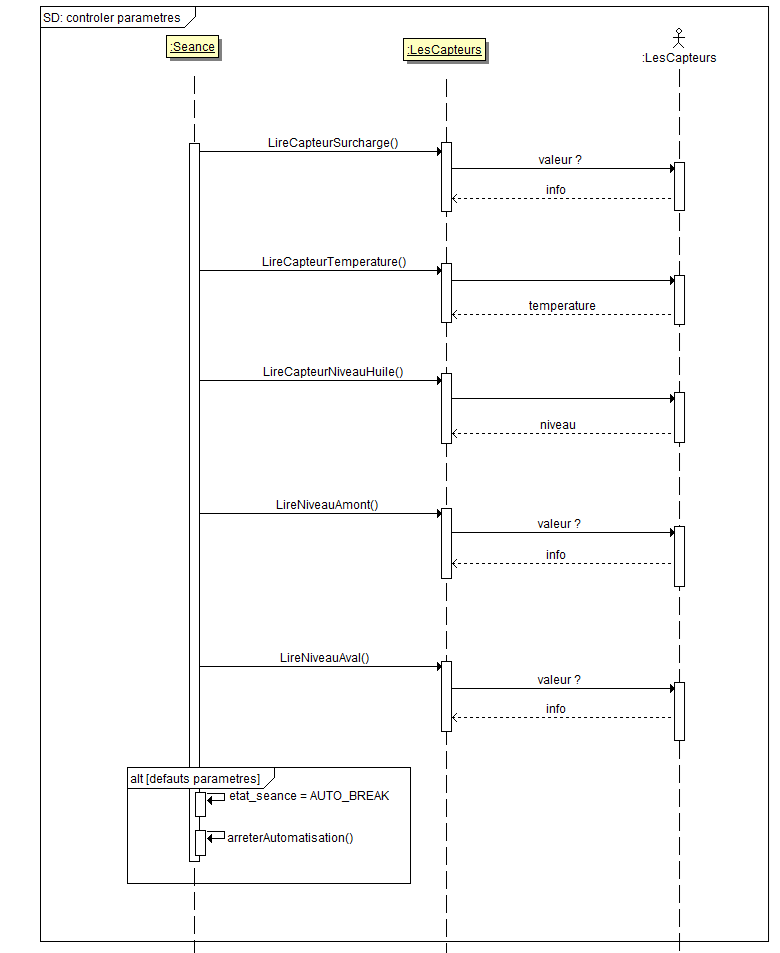 SD: controler parametres
:Seance
:LesCapteurs
:LesCapteurs
LireCapteurSurcharge()
valeur ?
info
LireCapteurTemperature()
temperature
LireCapteurNiveauHuile()
niveau
LireNiveauAmont()
valeur ?
info
LireNiveauAval()
valeur ?
info
alt [defauts parametres]
etat_seance = AUTO_BREAK
arreterAutomatisation()